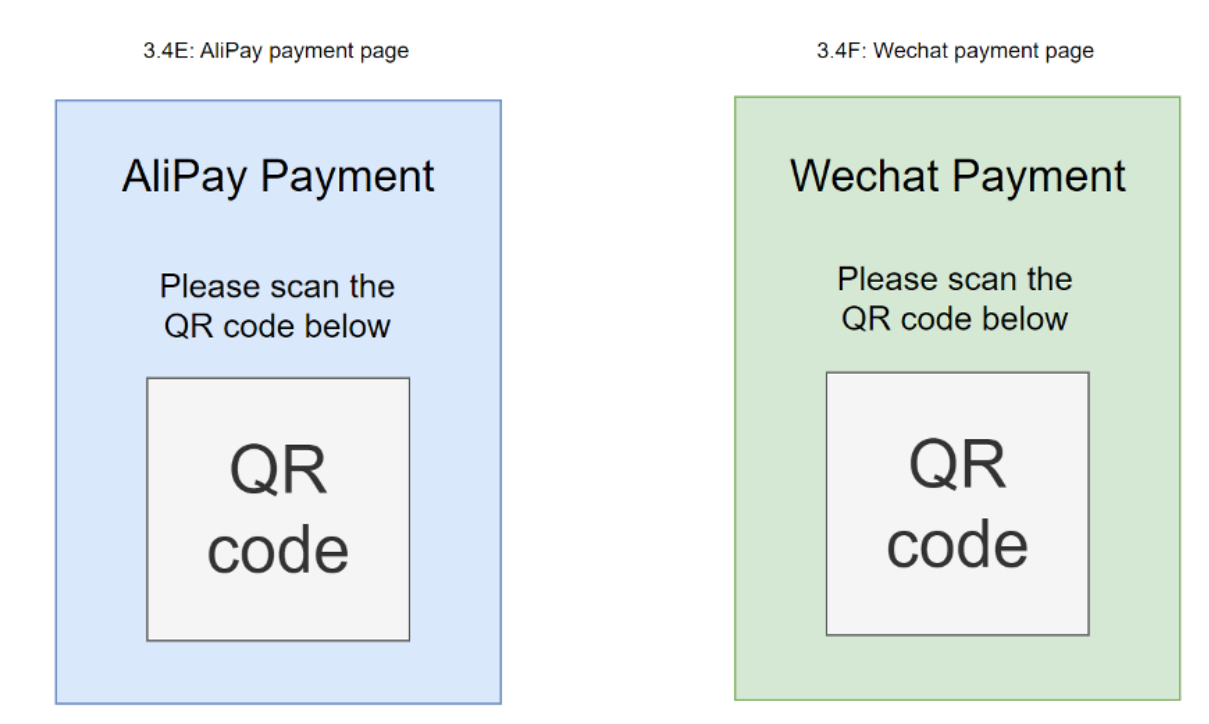 3.4E: AliPay payment page
AliPay Payment
Please scan the
QR code below
QR
code
3.4F: Wechat payment page
Wechat Payment
Please scan the
QR code below
QR
code